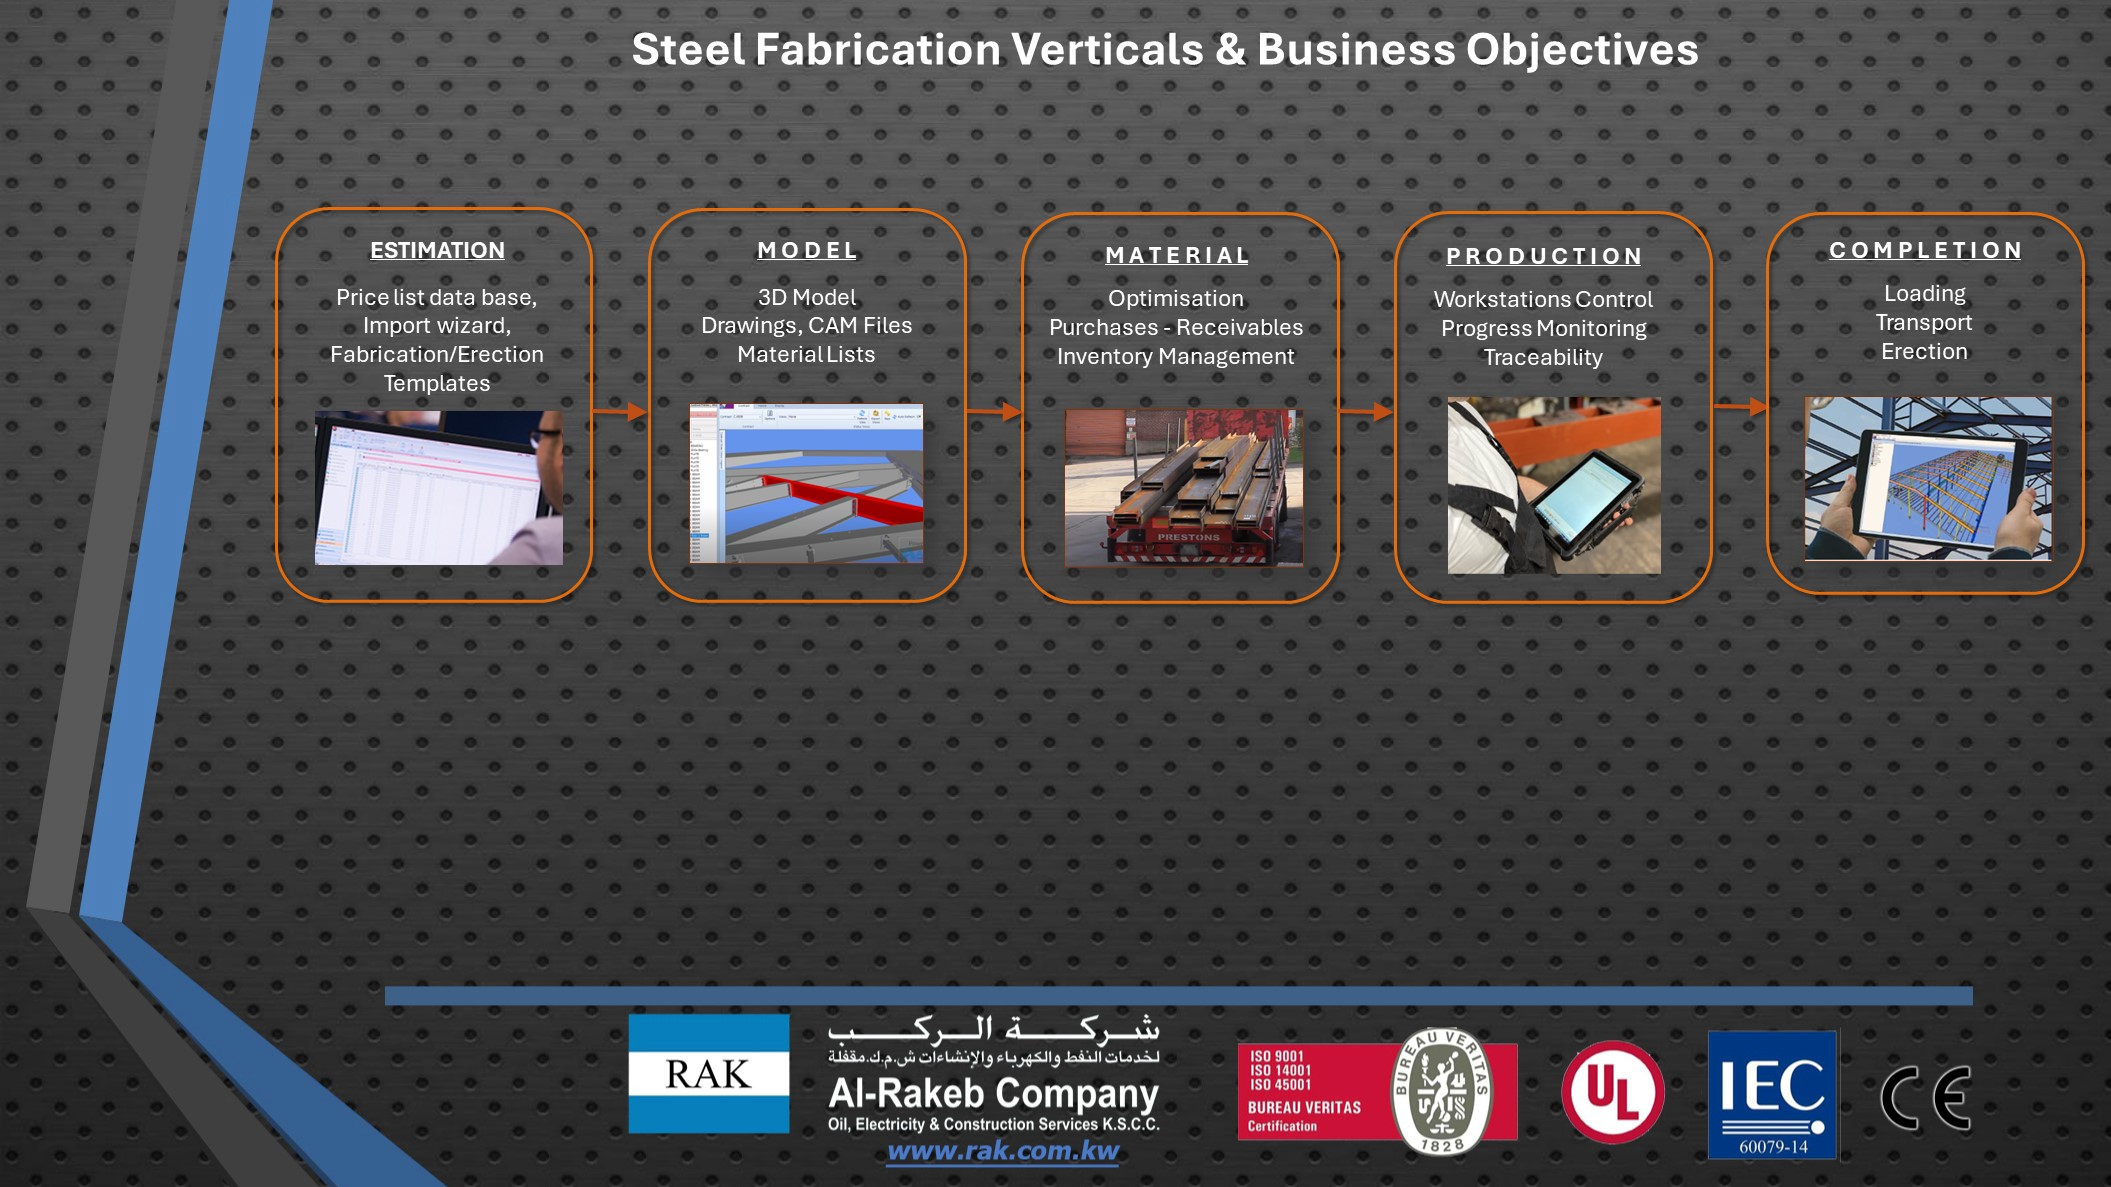 Steel Fabrication Verticals & Business Objectives
ESTIMATION
Price list data base,
Import wizard,
Fabrication/Erection
Templates
MODEL
3D Model
Drawings, CAM Files
Material Lists
MATERIAL
Optimisation
Purchases - Receivables
Inventory Management
PRODUCTION
Workstations Control
Progress Monitoring
Traceability
COMPLETION
Loading
Transport
Erection
PRESTONS
RAK
شركة الركب
لخدمات النفط والكهرباء والإنشاءات ش.م.ك.مقفلة
Al-Rakeb Company
Oil, Electricity & Construction Services K.S.C.C.
www.rak.com.kw
ISO 9001
ISO 14001
ISO 45001
BUREAU VERITAS
Certification
BUREAU VERITAS
1828
UL
IEC
60079-14
CE